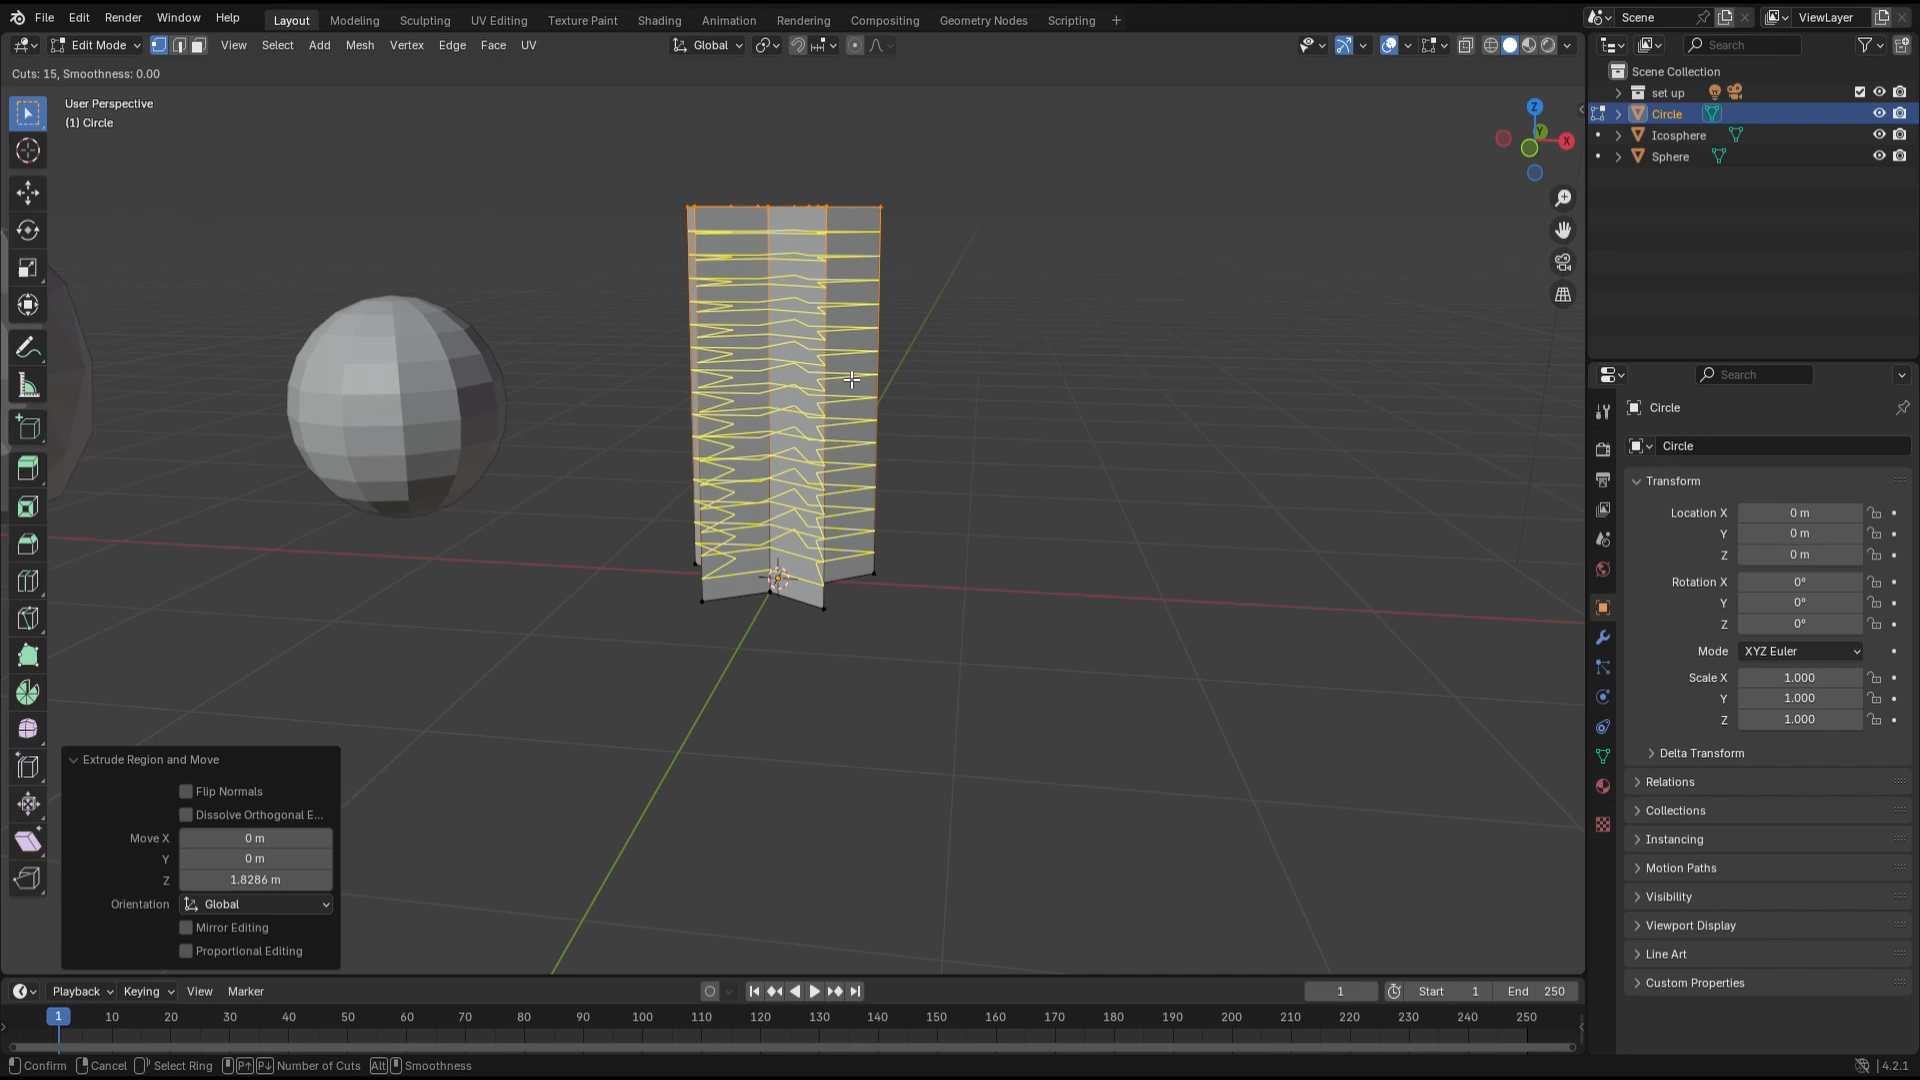 File Edit Render Window Help Layout Modeling Sculpting UV Editing Texture Paint Shading Animation Rendering Compositing Geometry Nodes Scripting + Scene ViewLayer
Edit Mode View Select Add Mesh Vertex Edge Face UV Global Search
Cuts: 15, Smoothness: 0.00
User Perspective
(1) Circle
Z
Y
X
Scene Collection
set up
Circle
Icosphere
Sphere
Search
Circle
Circle
Transform
Location X 0 m
Y 0 m
Z 0 m
Rotation X 0°
Y 0°
Z 0°
Mode XYZ Euler
Scale X 1.000
Y 1.000
Z 1.000
Delta Transform
Relations
Collections
Instancing
Motion Paths
Visibility
Viewport Display
Line Art
Custom Properties
Extrude Region and Move
Flip Normals
Dissolve Orthogonal E...
Move X 0 m
Y 0 m
Z 1.8286 m
Orientation Global
Mirror Editing
Proportional Editing
Playback Keying View Marker 1 Start 1 End 250
1 10 20 30 40 50 60 70 80 90 100 110 120 130 140 150 160 170 180 190 200 210 220 230 240 250
Confirm Cancel Select Ring P↑ P↓ Number of Cuts Alt Smoothness 4.2.1